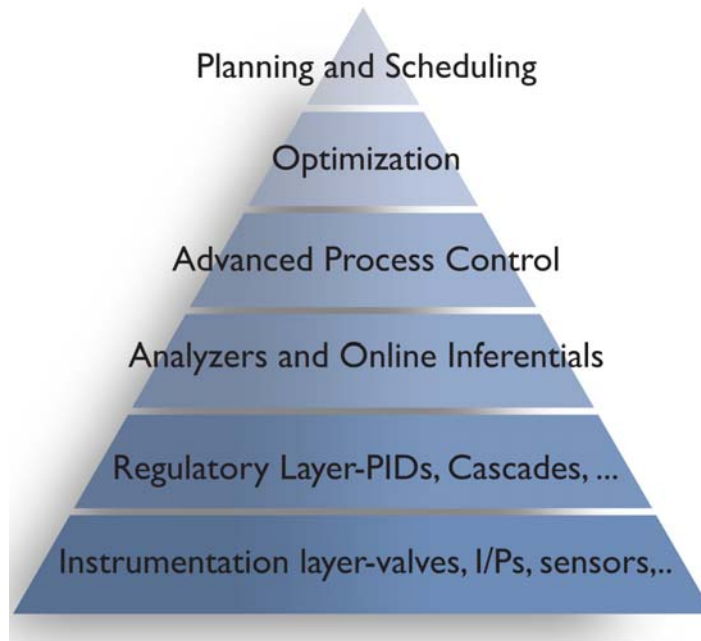 Planning and Scheduling
Optimization
Advanced Process Control
Analyzers and Online Inferentials
Regulatory Layer-PIDs, Cascades, ...
Instrumentation layer-valves, I/Ps, sensors,..